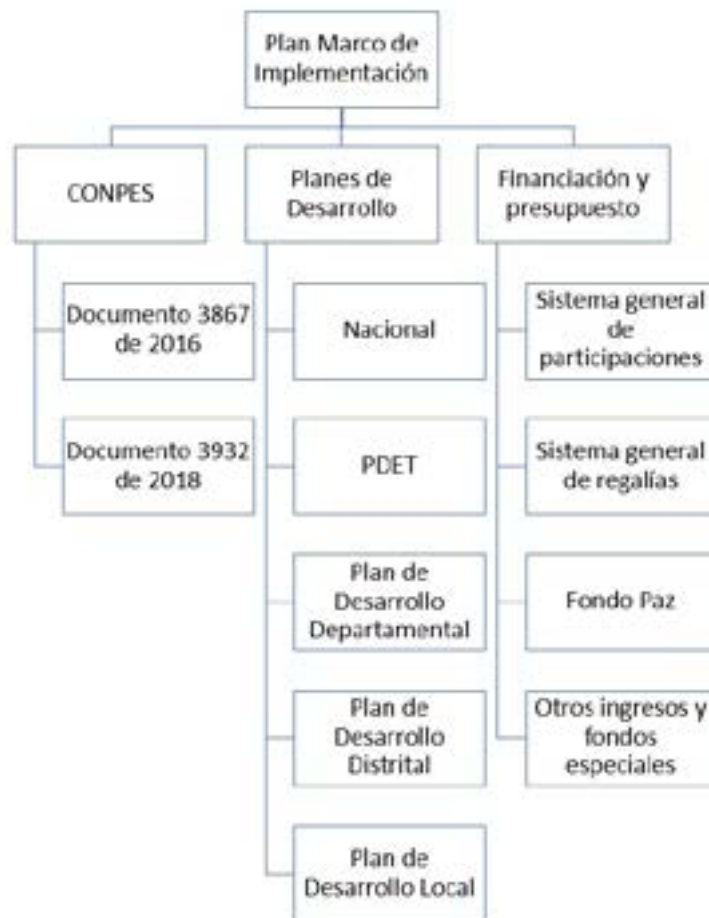 Plan Marco de
Implementación
CONPES
Documento 3867
de 2016
Documento 3932
de 2018
Planes de
Desarrollo
Nacional
PDET
Plan de
Desarrollo
Departamental
Plan de
Desarrollo
Distrital
Plan de
Desarrollo Local
Financiación y
presupuesto
Sistema general
de
participaciones
Sistema general
de regalías
Fondo Paz
Otros ingresos y
fondos
especiales